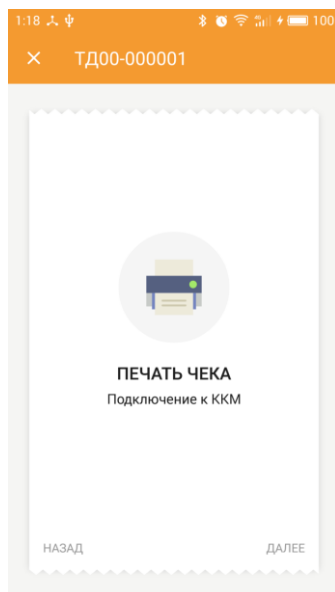 1:18 100
× ТД00-000001
ПЕЧАТЬ ЧЕКА
Подключение к ККМ
НАЗАД ДАЛЕЕ